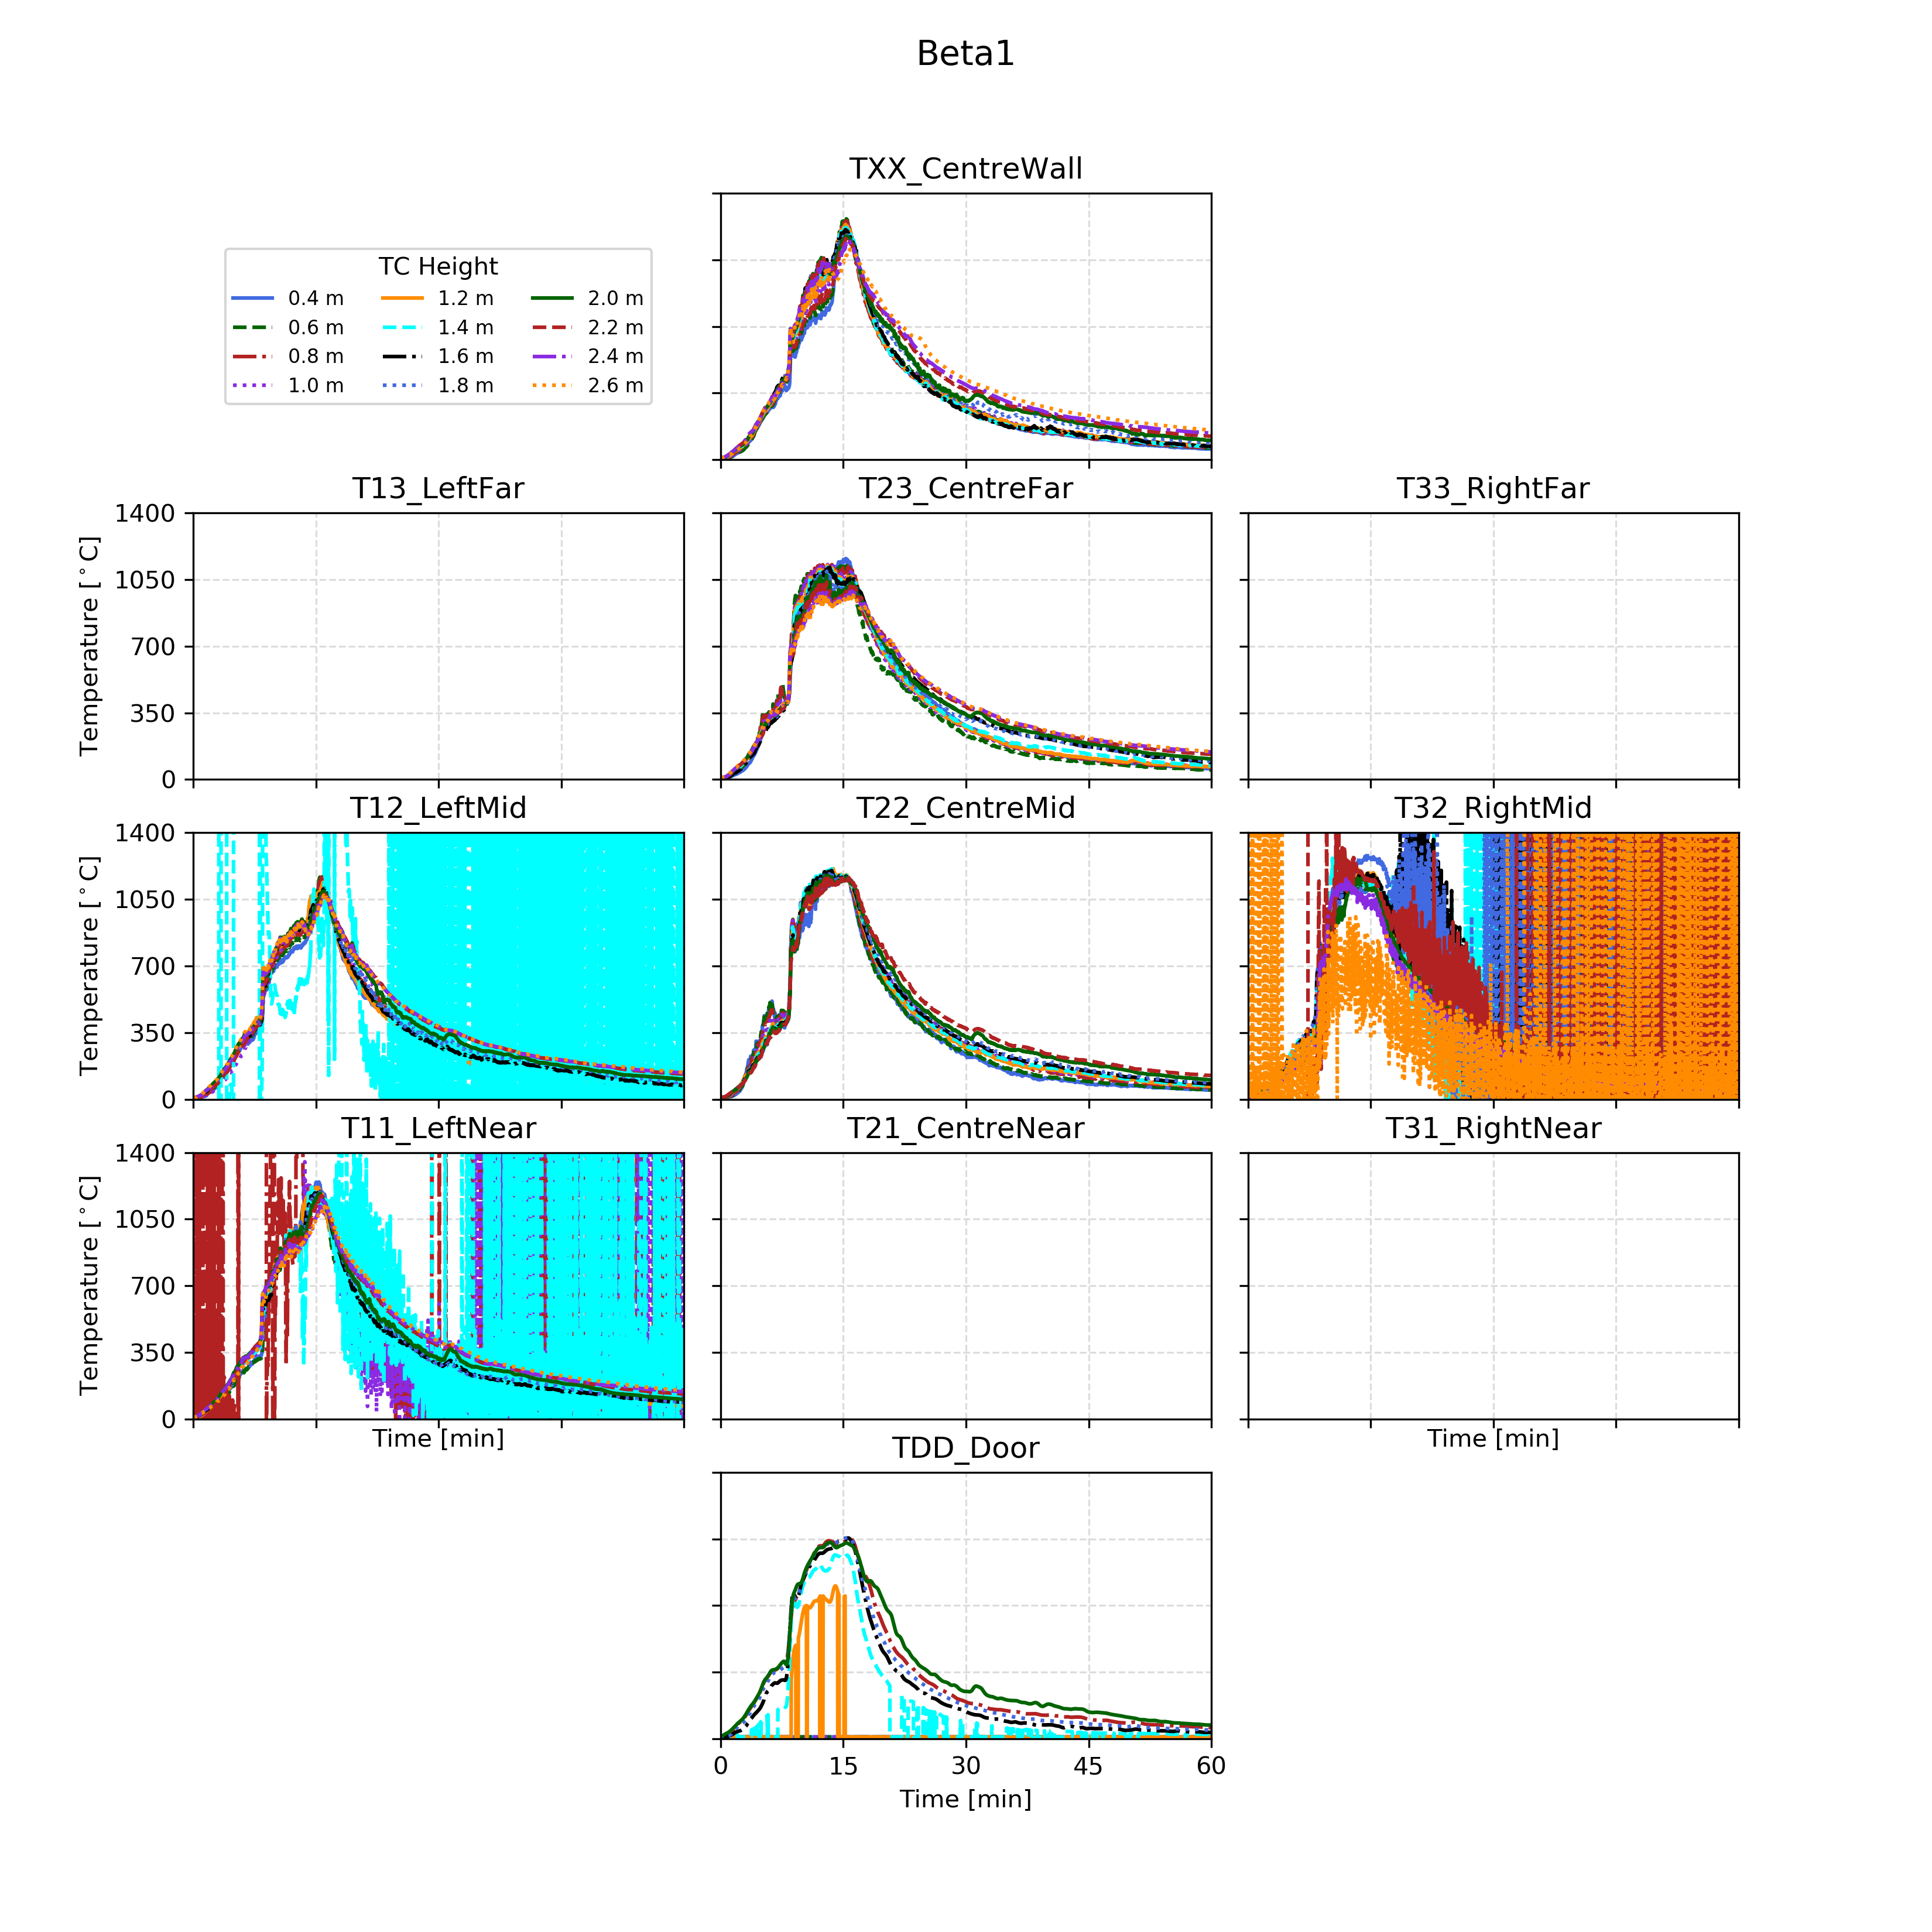 Beta1
TXX_CentreWall
TC Height
0.4 m 1.2 m 2.0 m
0.6 m 1.4 m 2.2 m
0.8 m 1.6 m 2.4 m
1.0 m 1.8 m 2.6 m
T13_LeftFar T23_CentreFar T33_RightFar
1400
1050
700
350
0
Temperature [°C]
T12_LeftMid T22_CentreMid T32_RightMid
1400
1050
700
350
0
Temperature [°C]
T11_LeftNear T21_CentreNear T31_RightNear
1400
1050
700
350
0
Temperature [°C]
Time [min] Time [min]
TDD_Door
0 15 30 45 60
Time [min]